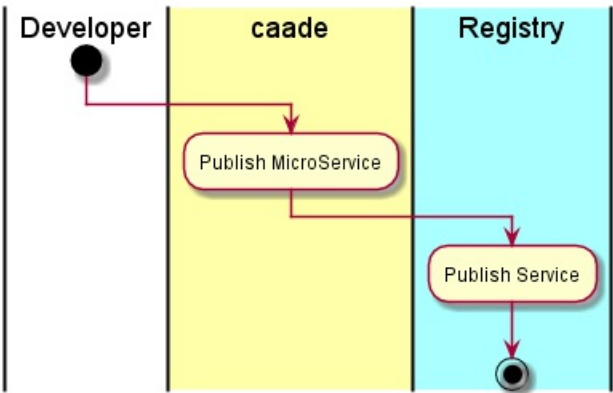 Developer
caade
Registry
Publish MicroService
Publish Service